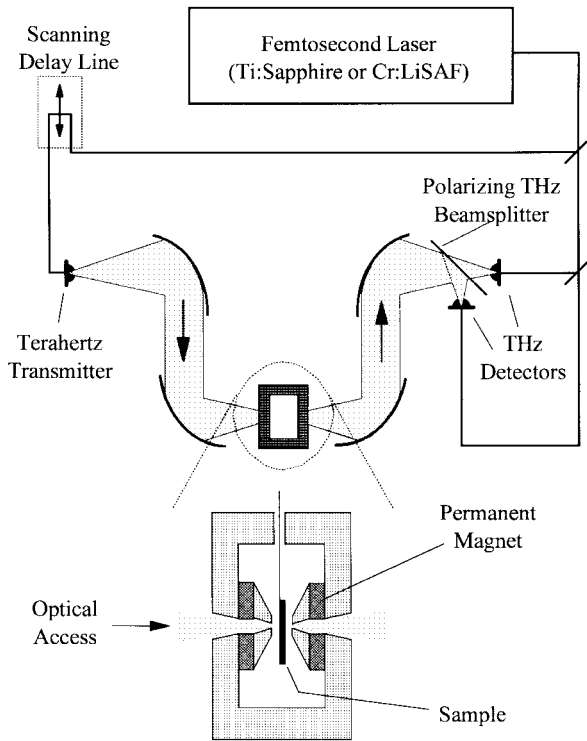 Scanning
Delay Line
Femtosecond Laser
(Ti:Sapphire or Cr:LiSAF)
Polarizing THz
Beamsplitter
Terahertz
Transmitter
THz
Detectors
Permanent
Magnet
Optical
Access
Sample